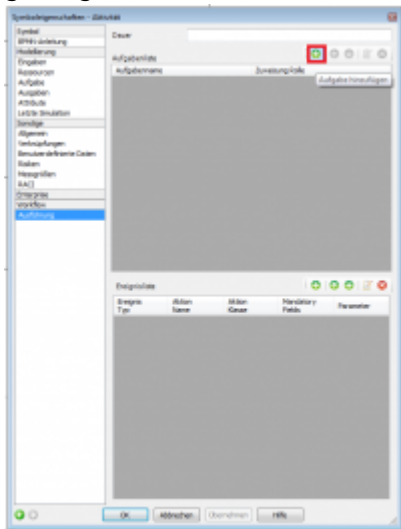 Symboleigenschaften - Aktivität
Symbol
BPMN-Anleitung
Modellierung
Eingaben
Ressourcen
Aufgabe
Ausgaben
Attribute
Letzte Simulation
Sonstige
Allgemein
Verknüpfungen
Benutzerdefinierte Daten
Risiken
Messgrößen
RACI
Enterprise
Workflow
Ausführung
Dauer
Aufgabenliste
Aufgabenname
Zuweisung Rolle
Aufgabe hinzufügen
Ereignisliste
Ereignis Typ
Aktion Name
Aktion Klasse
Mandatory Fields
Parameter
OK
Abbrechen
Übernehmen
Hilfe